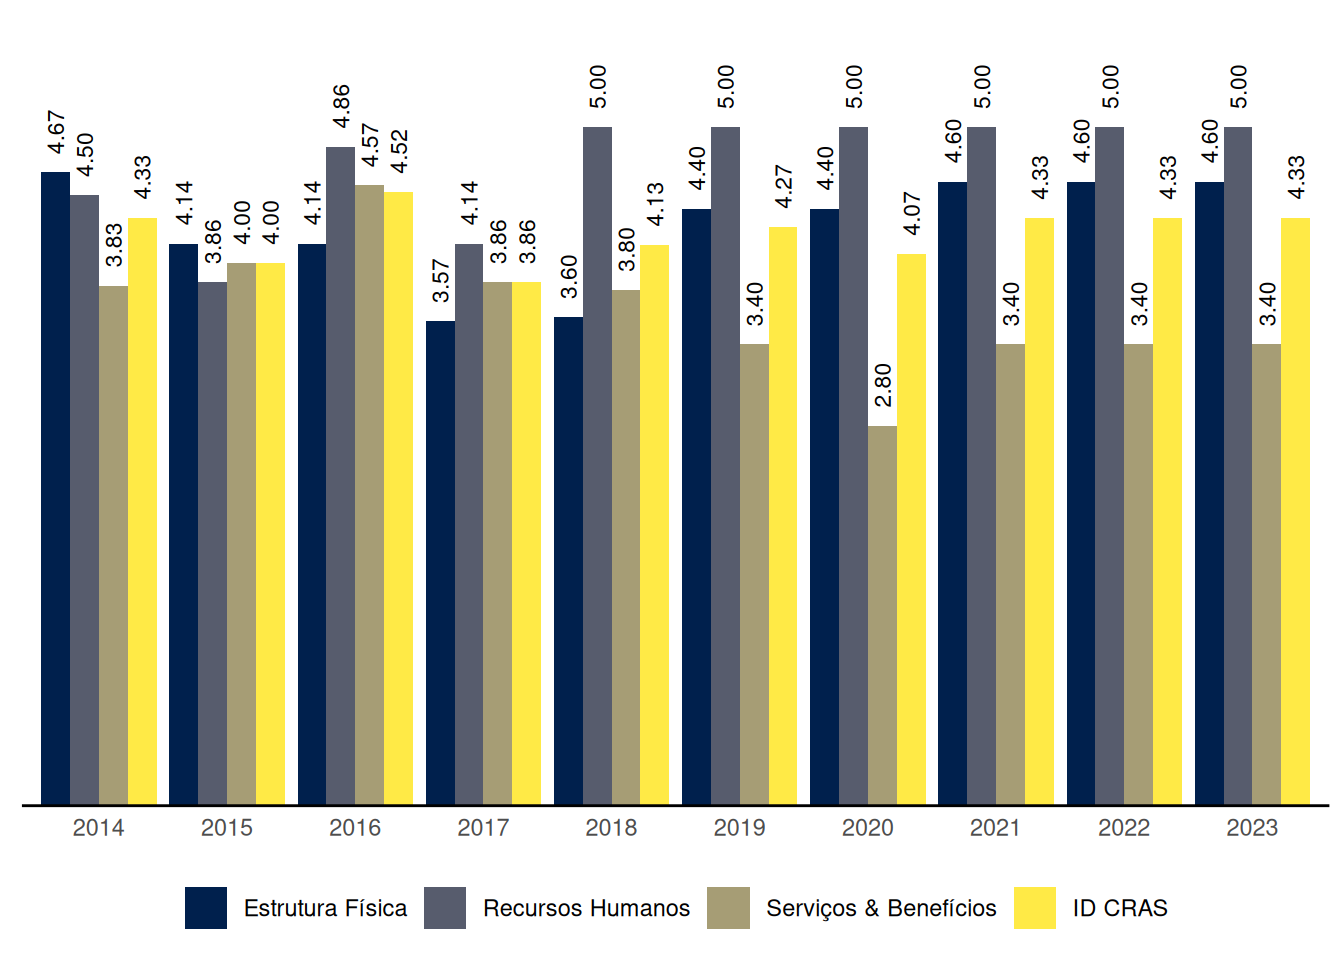 4.67 4.50 3.83 4.33
4.14 3.86 4.00 4.00
4.14 4.86 4.57 4.52
3.57 4.14 3.86 3.86
3.60 5.00 3.80 4.13
4.40 5.00 3.40 4.27
4.40 5.00 2.80 4.07
4.60 5.00 3.40 4.33
4.60 5.00 3.40 4.33
4.60 5.00 3.40 4.33
2014 2015 2016 2017 2018 2019 2020 2021 2022 2023
Estrutura Física Recursos Humanos Serviços & Benefícios ID CRAS